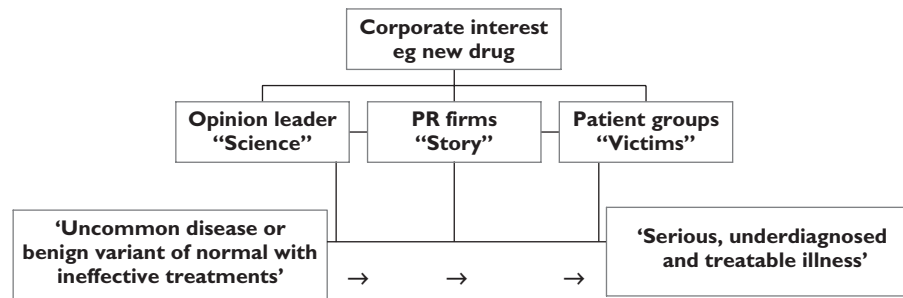 Corporate interest
eg new drug
Opinion leader
“Science”
PR firms
“Story”
Patient groups
“Victims”
‘Uncommon disease or
benign variant of normal with
ineffective treatments’
→ → →
‘Serious, underdiagnosed
and treatable illness’